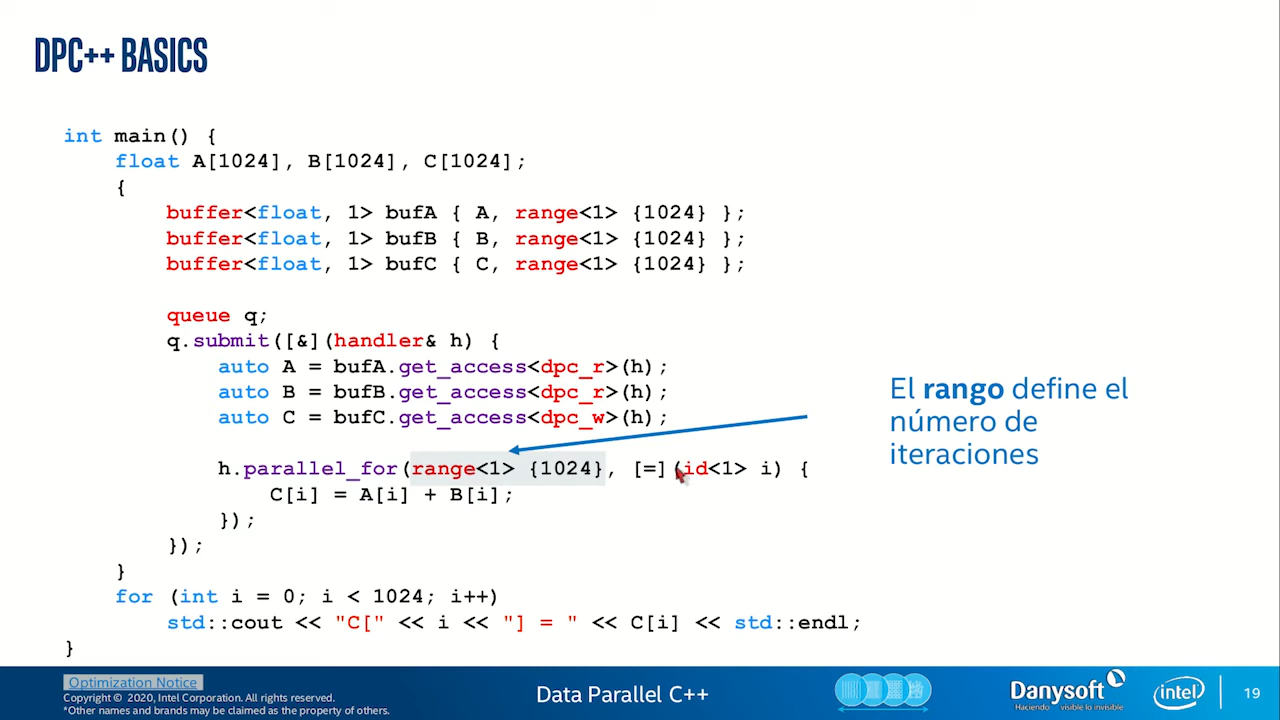 DPC++ BASICS
int main() {
float A[1024], B[1024], C[1024];
{
buffer<float, 1> bufA { A, range<1> {1024} };
buffer<float, 1> bufB { B, range<1> {1024} };
buffer<float, 1> bufC { C, range<1> {1024} };
queue q;
q.submit([&](handler& h) {
auto A = bufA.get_access<dpc_r>(h);
auto B = bufB.get_access<dpc_r>(h);
auto C = bufC.get_access<dpc_w>(h);
h.parallel_for(range<1> {1024}, [=](id<1> i) {
C[i] = A[i] + B[i];
});
});
}
for (int i = 0; i < 1024; i++)
std::cout << "C[" << i << "] = " << C[i] << std::endl;
}
El rango define el
número de
iteraciones
Optimization Notice
Copyright © 2020, Intel Corporation. All rights reserved.
*Other names and brands may be claimed as the property of others.
Data Parallel C++
Danysoft
Haciendo visible lo invisible
intel
19